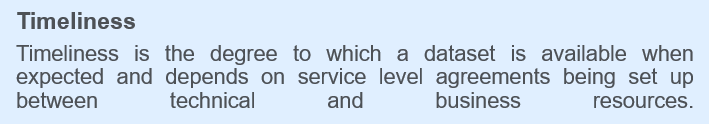 Timeliness
Timeliness is the degree to which a dataset is available when
expected and depends on service level agreements being set up
between technical and business resources.